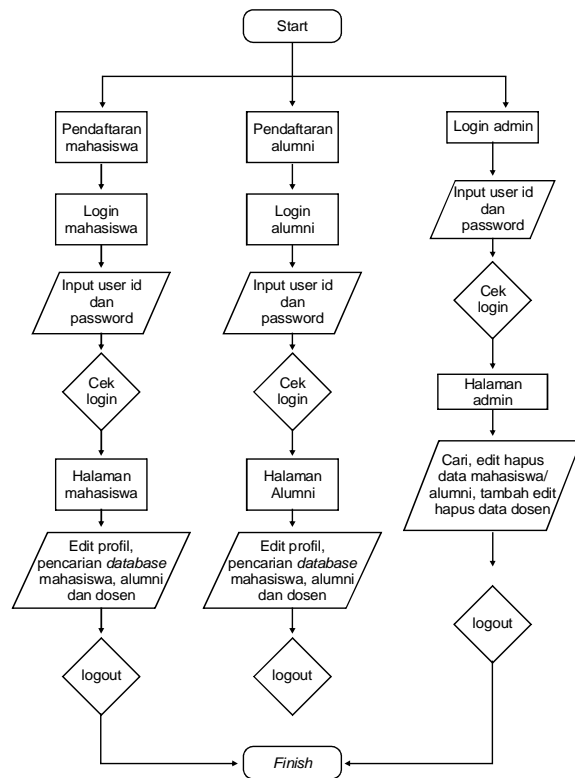 Start
Pendaftaran
mahasiswa
Login
mahasiswa
Input user id
dan
password
Cek
login
Halaman
mahasiswa
Edit profil,
pencarian database
mahasiswa, alumni
dan dosen
logout
Pendaftaran
alumni
Login
alumni
Input user id
dan
password
Cek
login
Halaman
Alumni
Edit profil,
pencarian database
mahasiswa, alumni
dan dosen
logout
Login admin
Input user id
dan
password
Cek
login
Halaman
admin
Cari, edit hapus
data mahasiswa/
alumni, tambah edit
hapus data dosen
logout
Finish